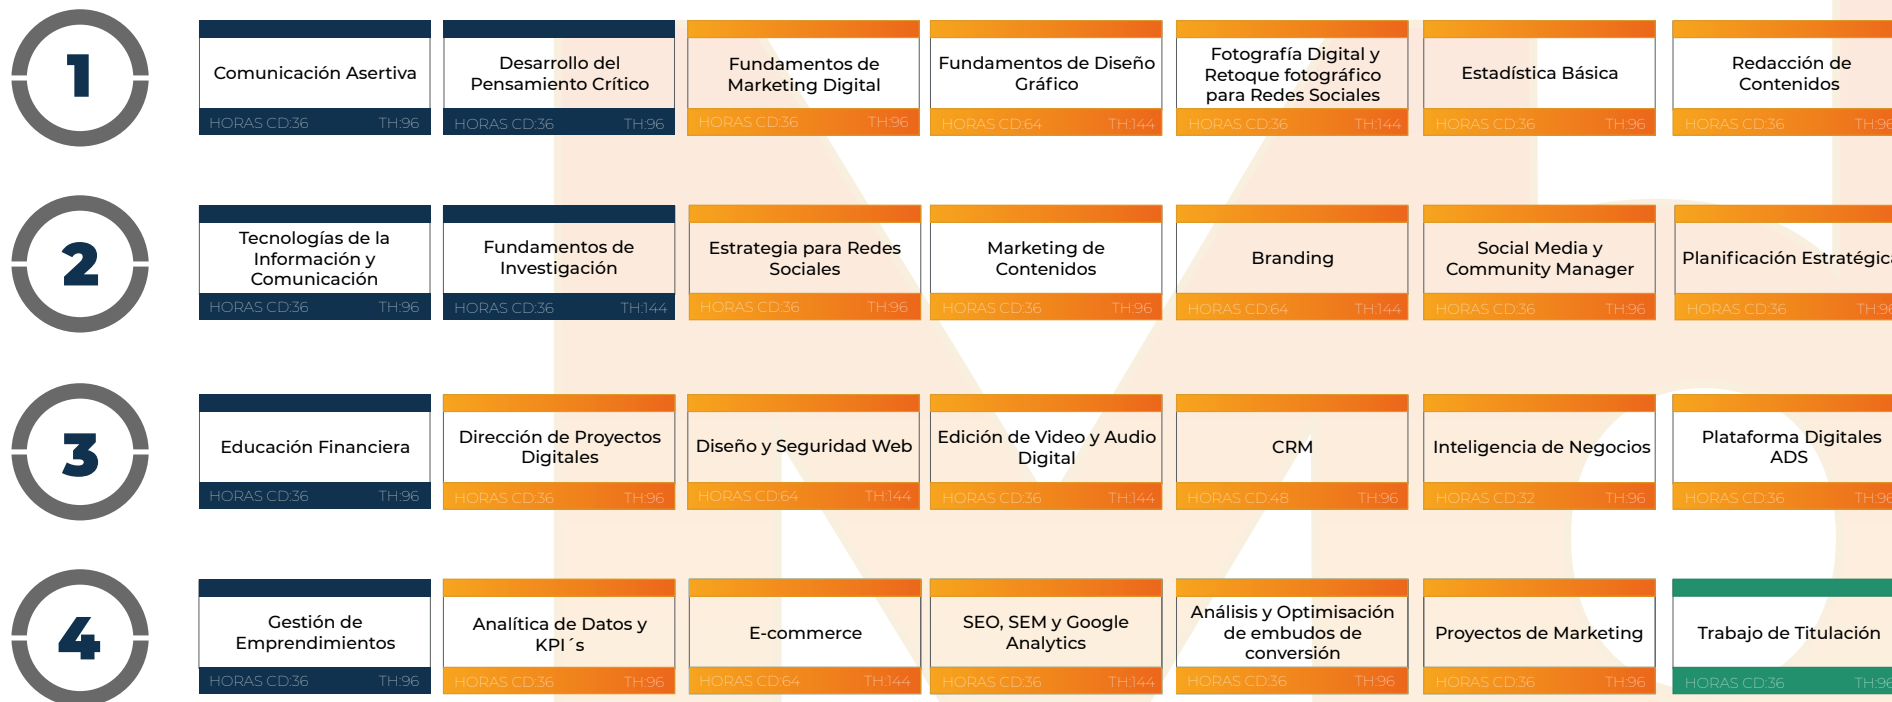 1
Comunicación Asertiva
HORAS CD:36 TH:96
Desarrollo del
Pensamiento Crítico
HORAS CD:36 TH:96
Fundamentos de
Marketing Digital
HORAS CD:36 TH:96
Fundamentos de Diseño
Gráfico
HORAS CD:64 TH:144
Fotografía Digital y
Retoque fotográfico
para Redes Sociales
HORAS CD:36 TH:144
Estadística Básica
HORAS CD:36 TH:96
Redacción de
Contenidos
HORAS CD:36 TH:96
2
Tecnologías de la
Información y
Comunicación
HORAS CD:36 TH:96
Fundamentos de
Investigación
HORAS CD:36 TH:144
Estrategia para Redes
Sociales
HORAS CD:36 TH:96
Marketing de
Contenidos
HORAS CD:36 TH:96
Branding
HORAS CD:64 TH:144
Social Media y
Community Manager
HORAS CD:36 TH:96
Planificación Estratégica
HORAS CD:36 TH:96
3
Educación Financiera
HORAS CD:36 TH:96
Dirección de Proyectos
Digitales
HORAS CD:36 TH:96
Diseño y Seguridad Web
HORAS CD:64 TH:144
Edición de Video y Audio
Digital
HORAS CD:36 TH:144
CRM
HORAS CD:48 TH:96
Inteligencia de Negocios
HORAS CD:32 TH:96
Plataforma Digitales
ADS
HORAS CD:36 TH:96
4
Gestión de
Emprendimientos
HORAS CD:36 TH:96
Analítica de Datos y
KPI´s
HORAS CD:36 TH:96
E-commerce
HORAS CD:64 TH:144
SEO, SEM y Google
Analytics
HORAS CD:36 TH:144
Análisis y Optimisación
de embudos de
conversión
HORAS CD:36 TH:96
Proyectos de Marketing
HORAS CD:36 TH:96
Trabajo de Titulación
HORAS CD:36 TH:96